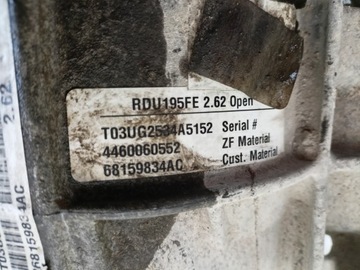 RDU195FE 2.62 Open
T03UG2534A5152 Serial #
4460060552 ZF Material
68159834AC Cust. Material
2.62
68159834AC